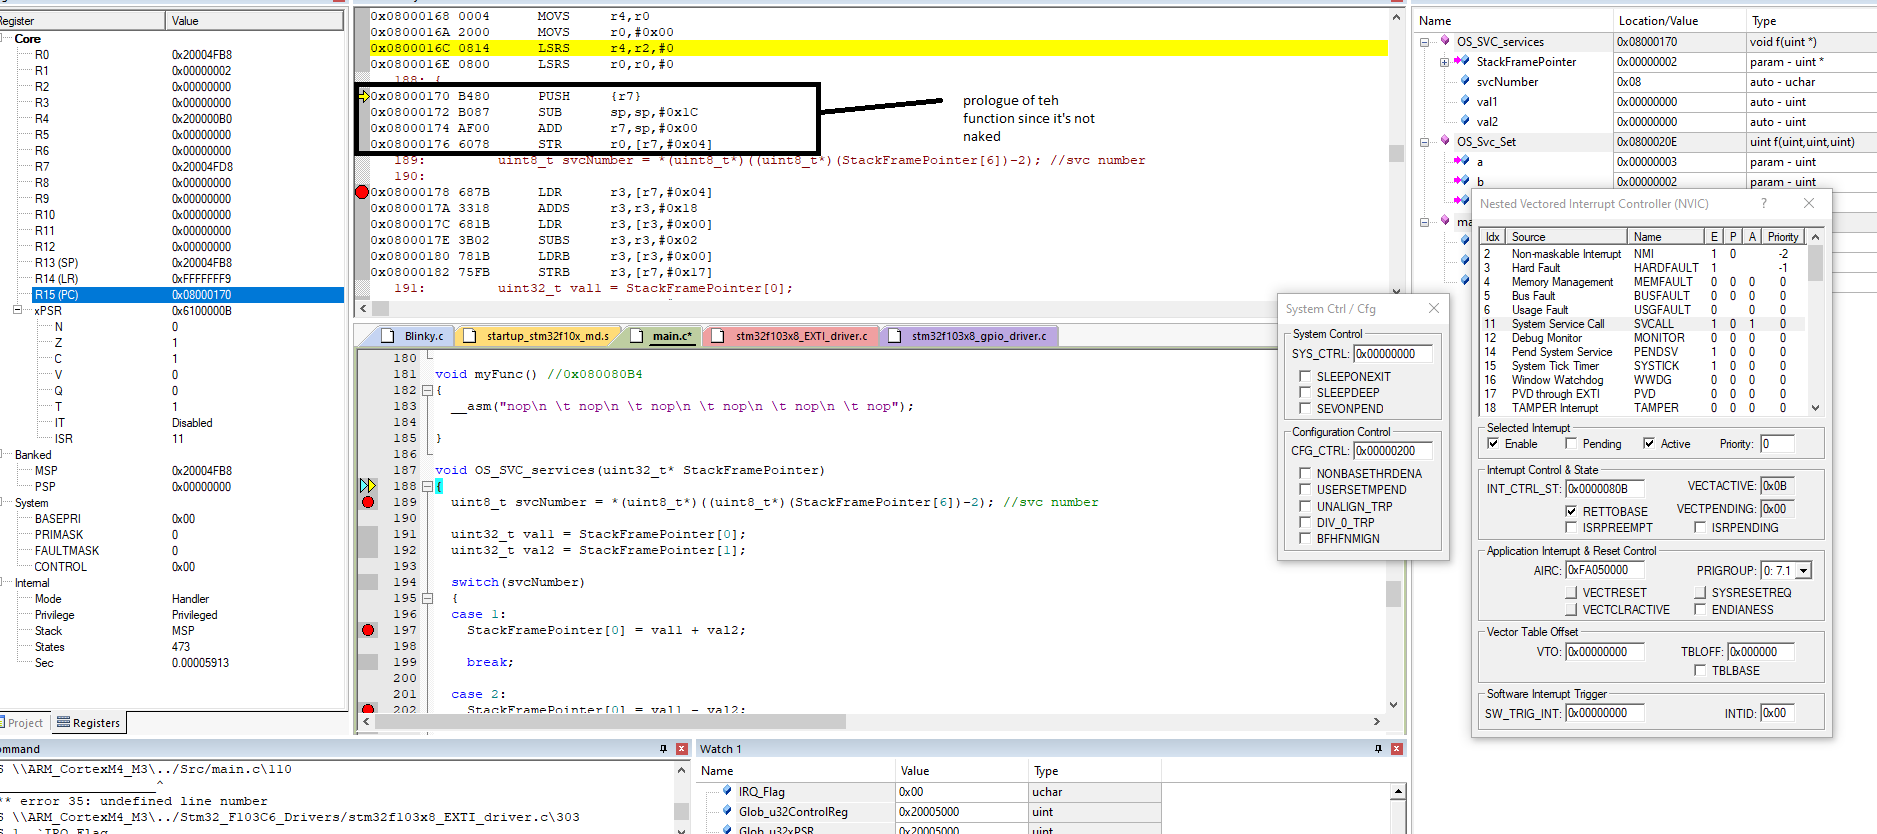 Register Value
Core
R0 0x20004FB8
R1 0x00000002
R2 0x00000000
R3 0x00000000
R4 0x200000B0
R5 0x00000000
R6 0x00000000
R7 0x20004FD8
R8 0x00000000
R9 0x00000000
R10 0x00000000
R11 0x00000000
R12 0x00000000
R13 (SP) 0x20004FB8
R14 (LR) 0xFFFFFFF9
R15 (PC) 0x08000170
xPSR 0x6100000B
N 0
Z 1
C 1
V 0
Q 0
T 1
IT Disabled
ISR 11
Banked
MSP 0x20004FB8
PSP 0x00000000
System
BASEPRI 0x00
PRIMASK 0
FAULTMASK 0
CONTROL 0x00
Internal
Mode Handler
Privilege Privileged
Stack MSP
States 473
Sec 0.00005913
Project Registers
0x08000168 0004 MOVS r4,r0
0x0800016A 2000 MOVS r0,#0x00
0x0800016C 0814 LSRS r4,r2,#0
0x0800016E 0800 LSRS r0,r0,#0
188: {
0x08000170 B480 PUSH {r7}
0x08000172 B087 SUB sp,sp,#0x1C
0x08000174 AF00 ADD r7,sp,#0x00
0x08000176 6078 STR r0,[r7,#0x04]
prologue of teh
function since it's not
naked
189: uint8_t svcNumber = *(uint8_t*)((uint8_t*)(StackFramePointer[6])-2); //svc number
190:
0x08000178 687B LDR r3,[r7,#0x04]
0x0800017A 3318 ADDS r3,r3,#0x18
0x0800017C 681B LDR r3,[r3,#0x00]
0x0800017E 3B02 SUBS r3,r3,#0x02
0x08000180 781B LDRB r3,[r3,#0x00]
0x08000182 75FB STRB r3,[r7,#0x17]
191: uint32_t val1 = StackFramePointer[0];
Blinky.c startup_stm32f10x_md.s main.c* stm32f103x8_EXTI_driver.c stm32f103x8_gpio_driver.c
180
181 void myFunc() //0x080080B4
182 {
183 __asm("nop\n \t nop\n \t nop\n \t nop\n \t nop\n \t nop");
184
185 }
186
187 void OS_SVC_services(uint32_t* StackFramePointer)
188 {
189 uint8_t svcNumber = *(uint8_t*)((uint8_t*)(StackFramePointer[6])-2); //svc number
190
191 uint32_t val1 = StackFramePointer[0];
192 uint32_t val2 = StackFramePointer[1];
193
194 switch(svcNumber)
195 {
196 case 1:
197 StackFramePointer[0] = val1 + val2;
198
199 break;
200
201 case 2:
202 StackFramePointer[0] = val1 - val2;
Name Location/Value Type
OS_SVC_services 0x08000170 void f(uint *)
StackFramePointer 0x00000002 param - uint *
svcNumber 0x08 auto - uchar
val1 0x00000000 auto - uint
val2 0x00000000 auto - uint
OS_Svc_Set 0x0800020E uint f(uint,uint,uint)
a 0x00000003 param - uint
b 0x00000002 param - uint
Nested Vectored Interrupt Controller (NVIC)
Idx Source Name E P A Priority
2 Non-maskable Interrupt NMI 1 0 -2
3 Hard Fault HARDFAULT 1 -1
4 Memory Management MEMFAULT 0 0 0 0
5 Bus Fault BUSFAULT 0 0 0 0
6 Usage Fault USGFAULT 0 0 0 0
11 System Service Call SVCALL 1 0 1 0
12 Debug Monitor MONITOR 0 0 0 0
14 Pend System Service PENDSV 1 0 0 0
15 System Tick Timer SYSTICK 1 0 0 0
16 Window Watchdog WWDG 0 0 0 0
17 PVD through EXTI PVD 0 0 0 0
18 TAMPER Interrupt TAMPER 0 0 0 0
Selected Interrupt
Enable Pending Active Priority: 0
Interrupt Control & State
INT_CTRL_ST: 0x0000080B VECTACTIVE: 0x0B
RETTOBASE VECTPENDING: 0x00
ISRPREEMPT ISRPENDING
Application Interrupt & Reset Control
AIRC: 0xFA050000 PRIGROUP: 0: 7.1
VECTRESET SYSRESETREQ
VECTCLRACTIVE ENDIANESS
Vector Table Offset
VTO: 0x00000000 TBLOFF: 0x000000
TBLBASE
Software Interrupt Trigger
SW_TRIG_INT: 0x00000000 INTID: 0x00
System Ctrl / Cfg
System Control
SYS_CTRL: 0x00000000
SLEEPONEXIT
SLEEPDEEP
SEVONPEND
Configuration Control
CFG_CTRL: 0x00000200
NONBASETHRDENA
USERSETMPEND
UNALIGN_TRP
DIV_0_TRP
BFHFNMIGN
ommand
S \\ARM_CortexM4_M3\../Src/main.c\110
^
** error 35: undefined line number
S \\ARM_CortexM4_M3\../Stm32_F103C6_Drivers/stm32f103x8_EXTI_driver.c\303
S 1, `IRQ_Flag
Watch 1
Name Value Type
IRQ_Flag 0x00 uchar
Glob_u32ControlReg 0x20005000 uint
Glob_u32xPSR 0x20005000 uint